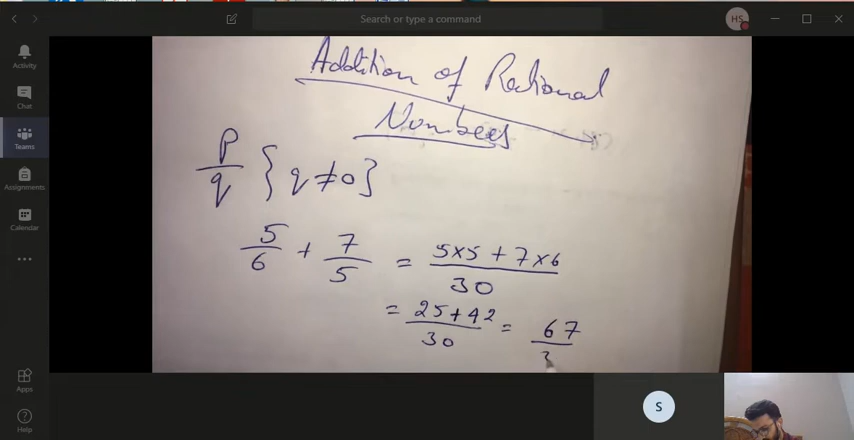 Search or type a command
HS
Activity
Chat
Teams
Assignments
Calendar
Apps
Help
Addition of Rational
Numbers
p/q {q≠0}
5/6 + 7/5 = 5×5 + 7×6/30
= 25+42/30 = 67/3
S